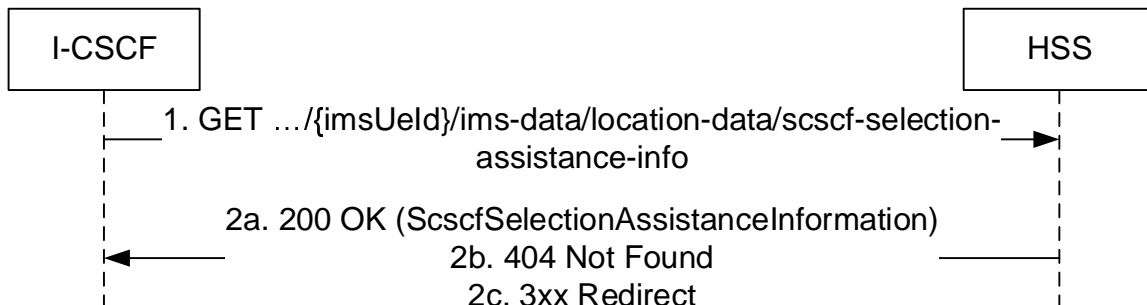 I-CSCF
HSS
1. GET …/{imsUeId}/ims-data/location-data/scscf-selection-
assistance-info
2a. 200 OK (ScscfSelectionAssistanceInformation)
2b. 404 Not Found
2c. 3xx Redirect